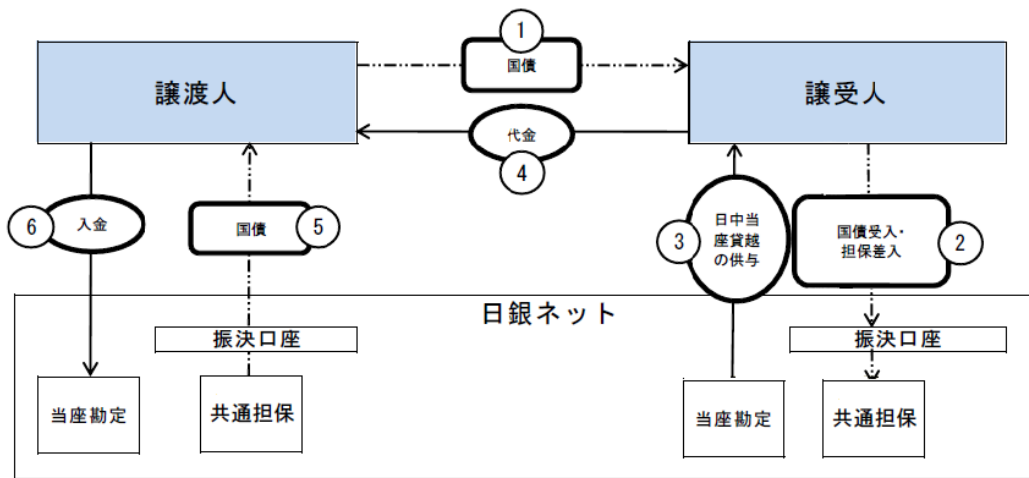 1
国債
譲渡人
譲受人
代金
4
6
入金
国債
5
3
日中当
座貸越
の供与
国債受入・
担保差入
2
日銀ネット
振決口座
振決口座
当座勘定
共通担保
当座勘定
共通担保